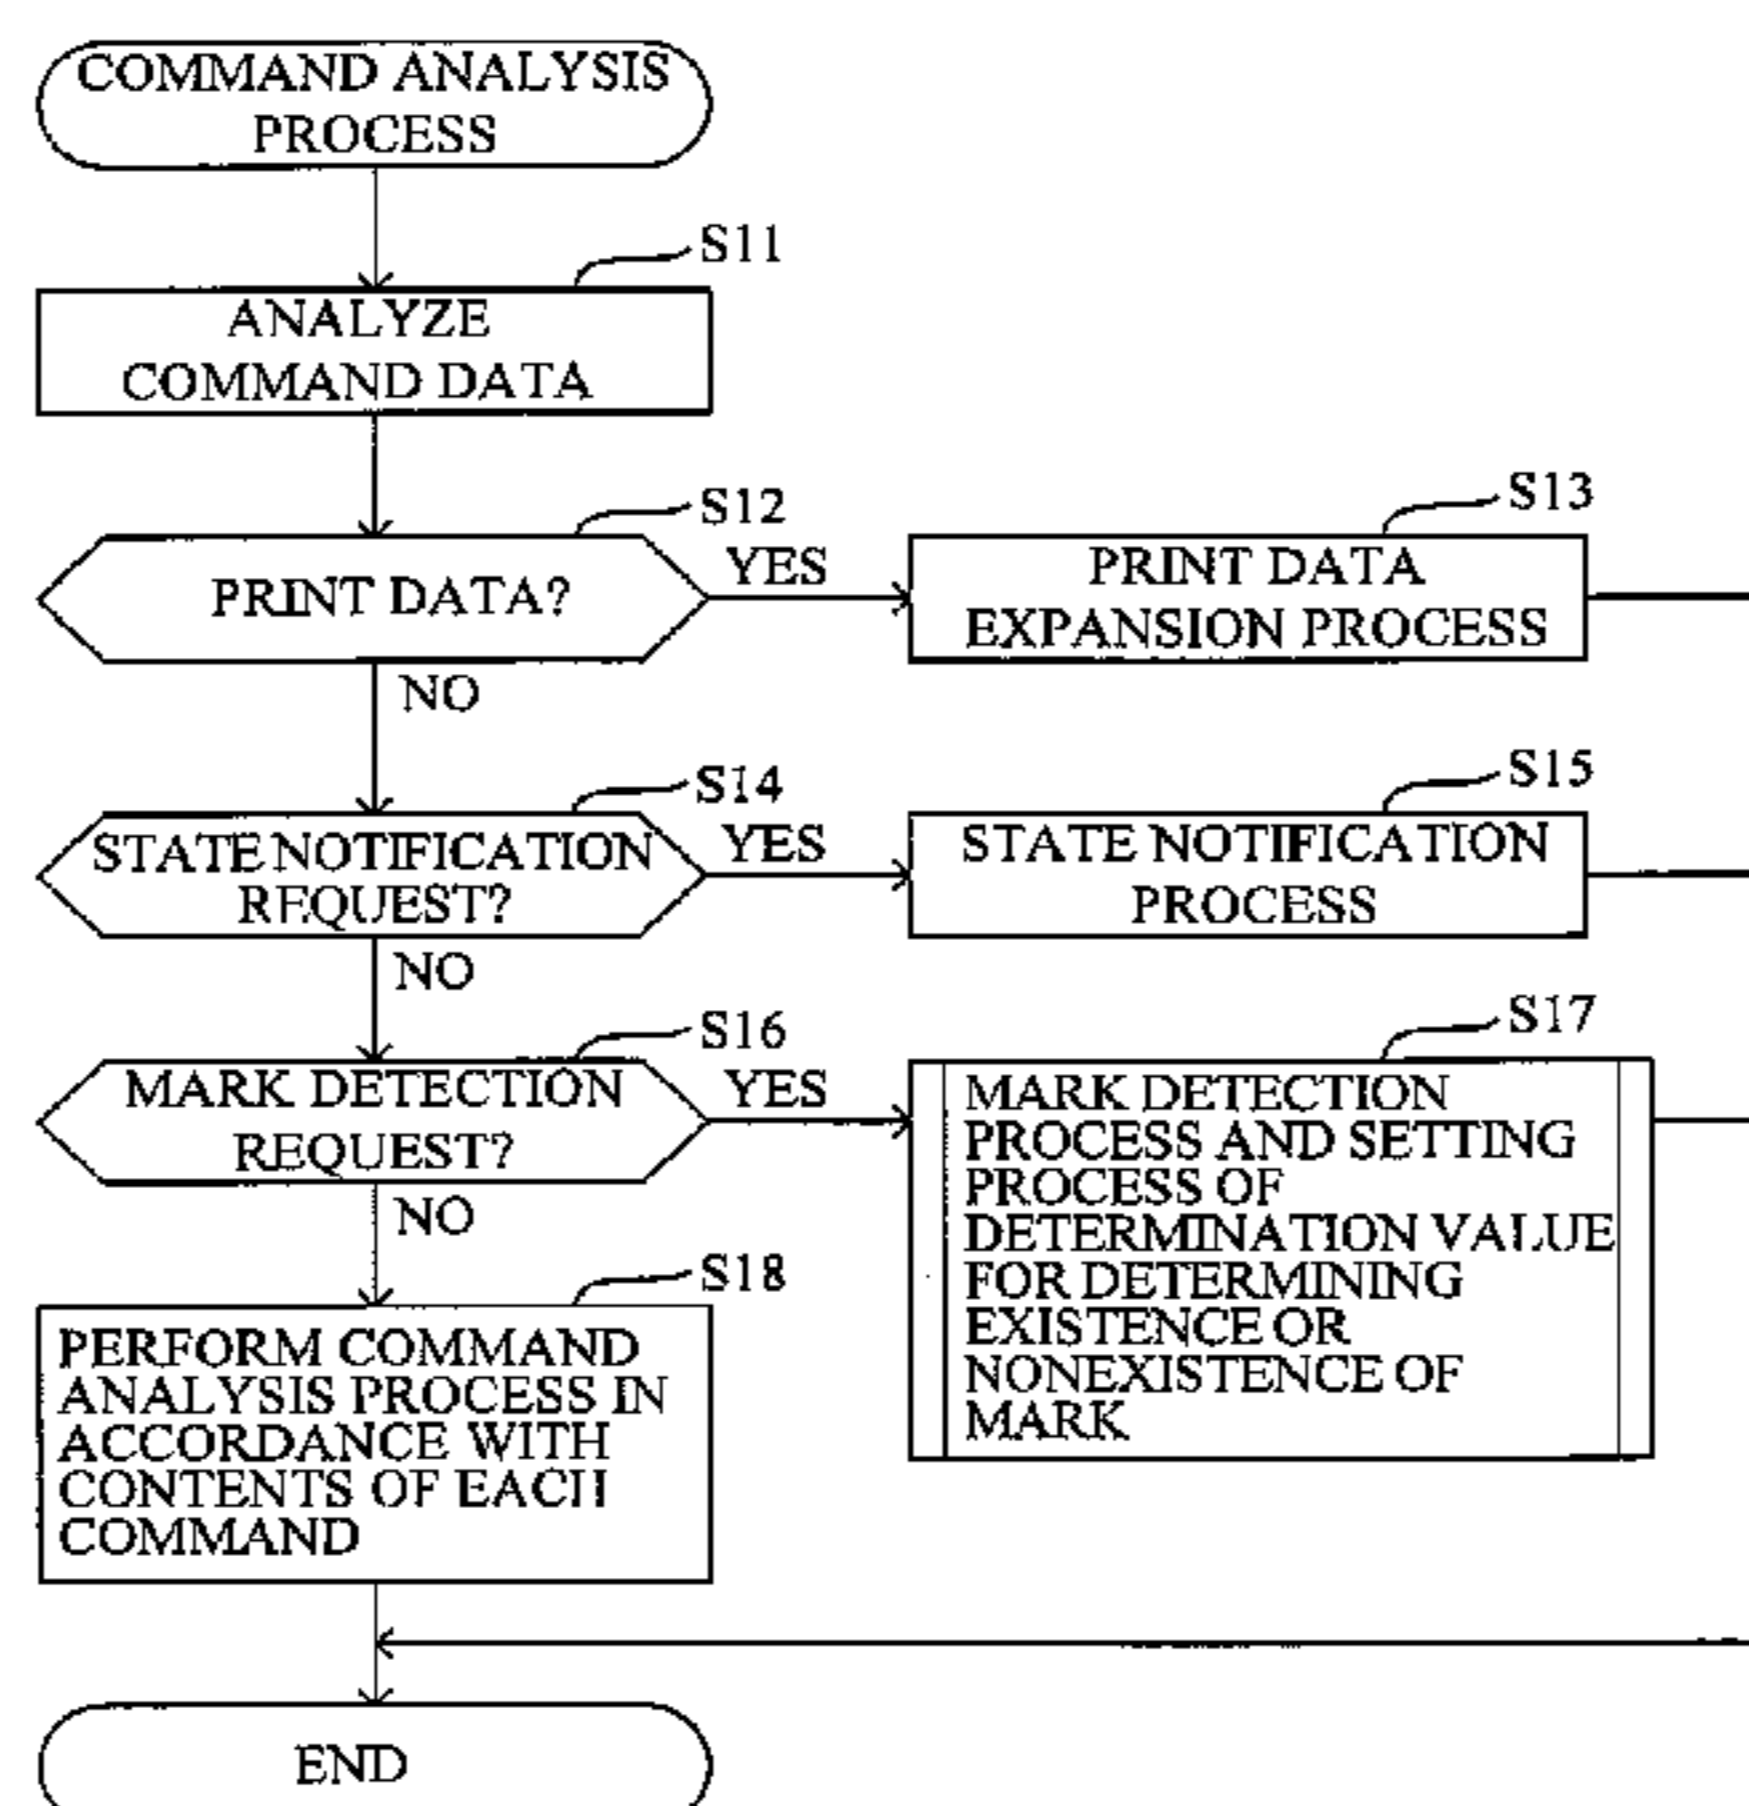 COMMAND ANALYSIS
PROCESS
S11
ANALYZE
COMMAND DATA
S12
PRINT DATA?
YES
NO
S13
PRINT DATA
EXPANSION PROCESS
S14
STATE NOTIFICATION
REQUEST?
YES
NO
S15
STATE NOTIFICATION
PROCESS
S16
MARK DETECTION
REQUEST?
YES
NO
S17
MARK DETECTION
PROCESS AND SETTING
PROCESS OF
DETERMINATION VALUE
FOR DETERMINING
EXISTENCE OR
NONEXISTENCE OF
MARK
S18
PERFORM COMMAND
ANALYSIS PROCESS IN
ACCORDANCE WITH
CONTENTS OF EACH
COMMAND
END